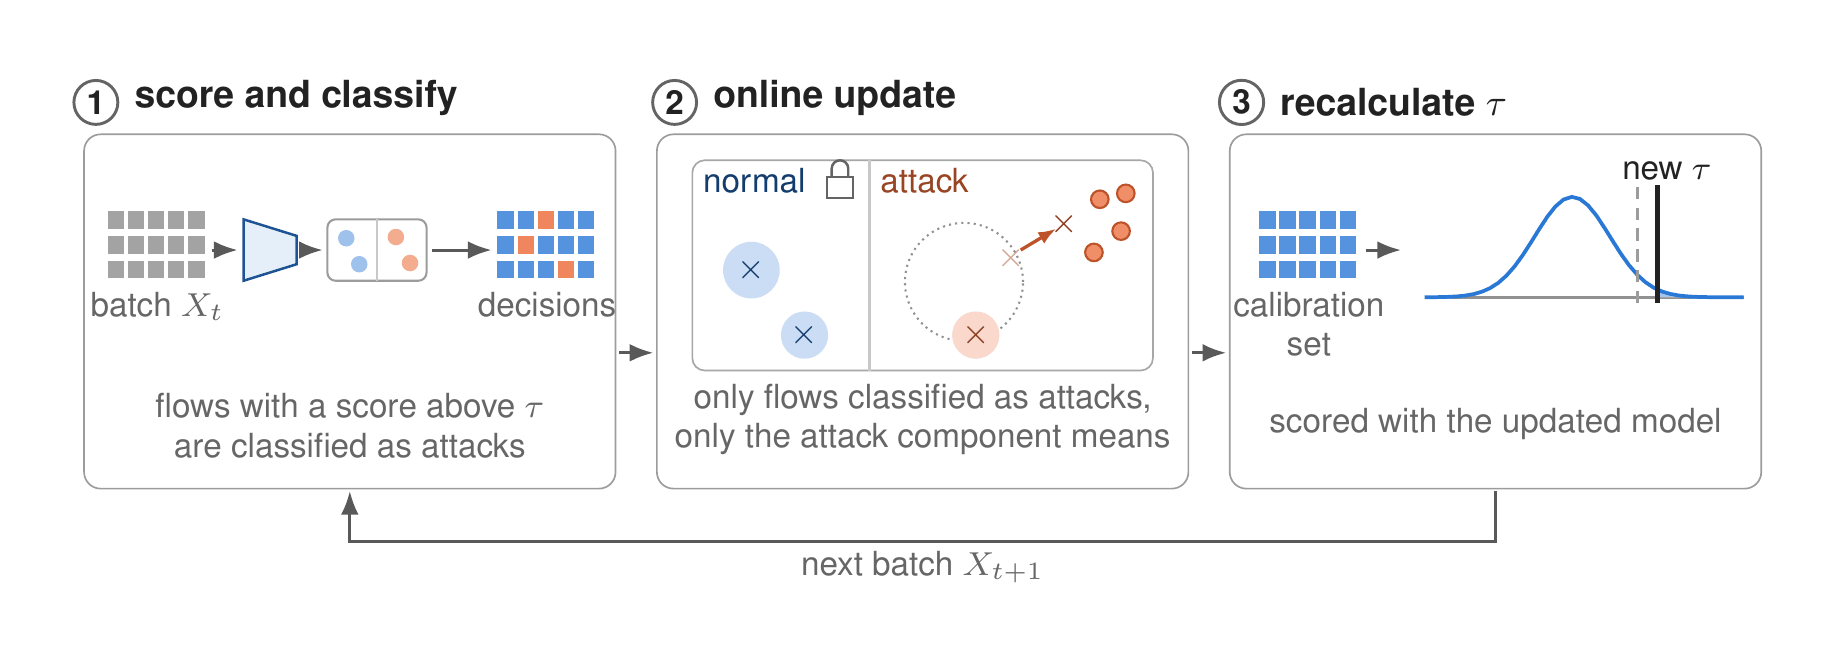 1 score and classify
batch X_t
decisions
flows with a score above τ
are classified as attacks
2 online update
normal
attack
only flows classified as attacks,
only the attack component means
3 recalculate τ
new τ
calibration
set
scored with the updated model
next batch X_{t+1}